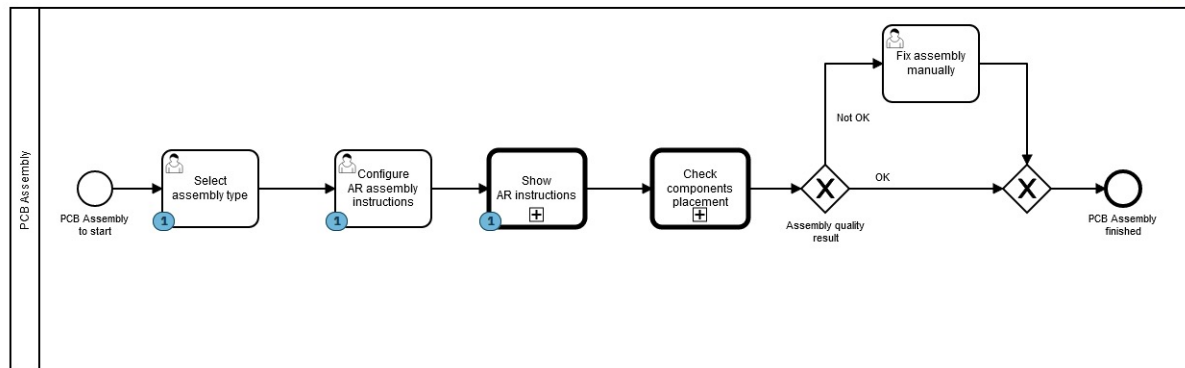 PCB Assembly
PCB Assembly
to start
Select
assembly type
1
Configure
AR assembly
instructions
1
Show
AR instructions
1
Check
components
placement
Assembly quality
result
Not OK
OK
Fix assembly
manually
PCB Assembly
finished